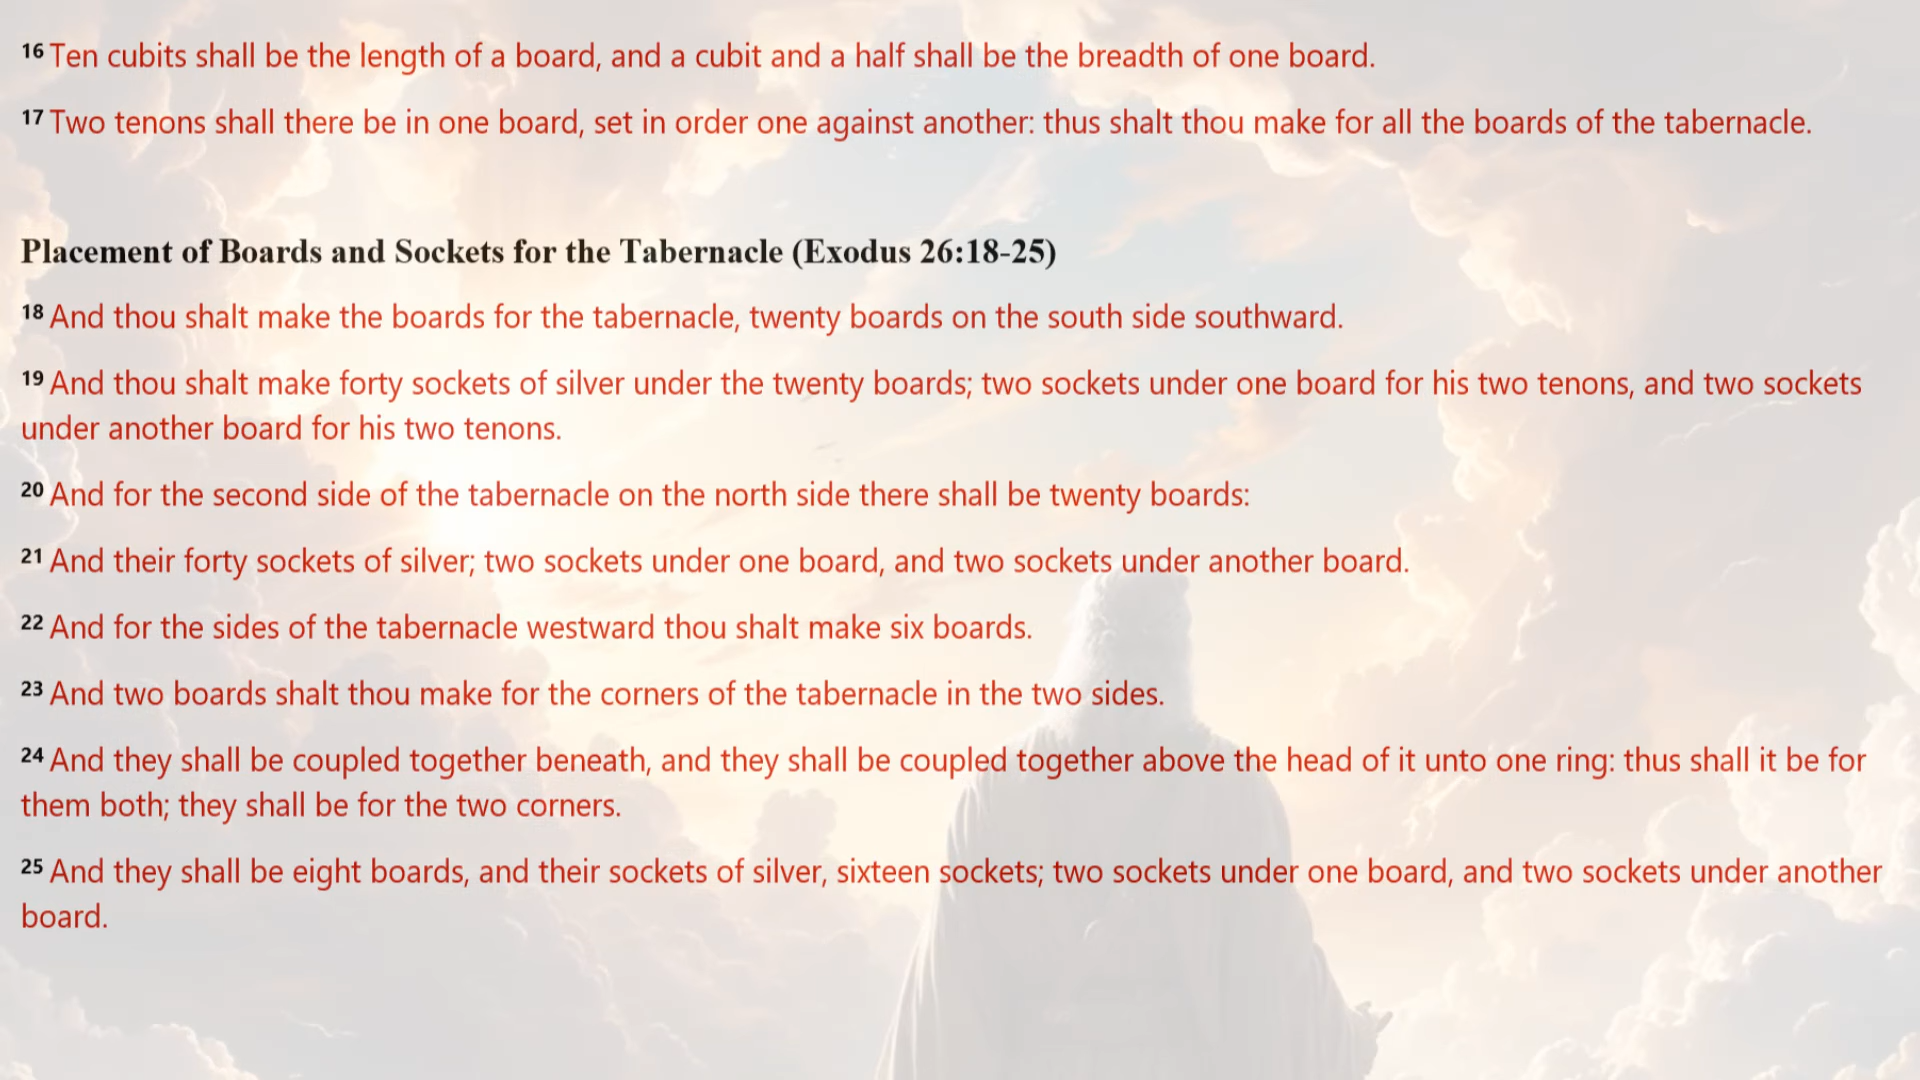 16 Ten cubits shall be the length of a board, and a cubit and a half shall be the breadth of one board.
17 Two tenons shall there be in one board, set in order one against another: thus shalt thou make for all the boards of the tabernacle.
Placement of Boards and Sockets for the Tabernacle (Exodus 26:18-25)
18 And thou shalt make the boards for the tabernacle, twenty boards on the south side southward.
19 And thou shalt make forty sockets of silver under the twenty boards; two sockets under one board for his two tenons, and two sockets
under another board for his two tenons.
20 And for the second side of the tabernacle on the north side there shall be twenty boards:
21 And their forty sockets of silver; two sockets under one board, and two sockets under another board.
22 And for the sides of the tabernacle westward thou shalt make six boards.
23 And two boards shalt thou make for the corners of the tabernacle in the two sides.
24 And they shall be coupled together beneath, and they shall be coupled together above the head of it unto one ring: thus shall it be for
them both; they shall be for the two corners.
25 And they shall be eight boards, and their sockets of silver, sixteen sockets; two sockets under one board, and two sockets under another
board.